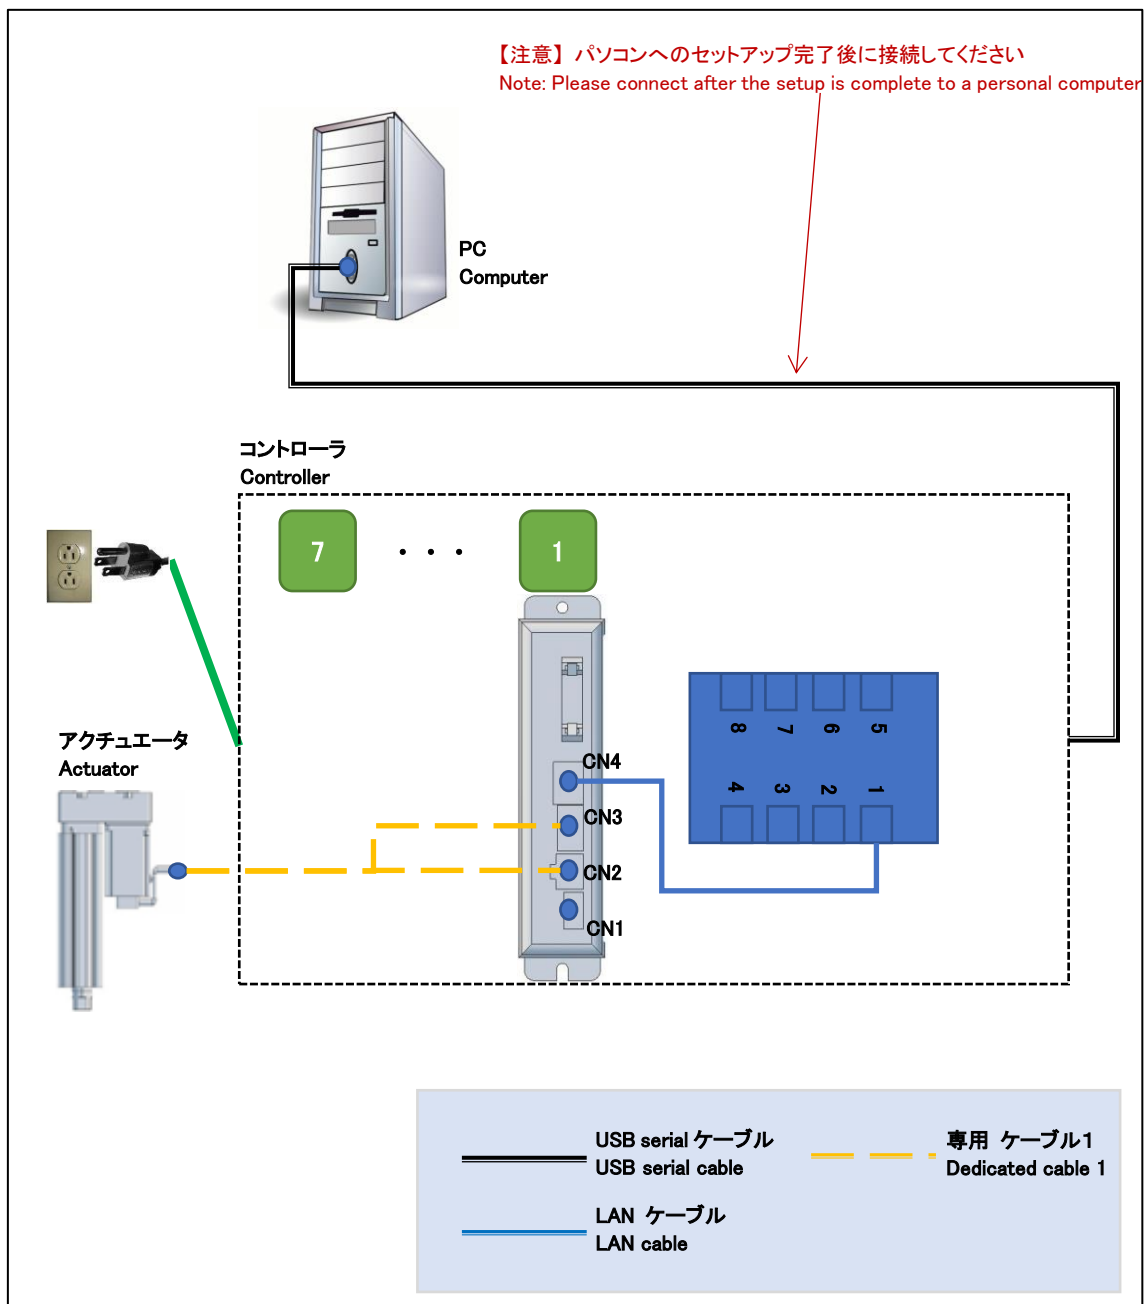 【注意】 パソコンへのセットアップ完了後に接続してください
Note: Please connect after the setup is complete to a personal computer
PC
Computer
コントローラ
Controller
7 ・・・ 1
8 7 6 5
4 3 2 1
アクチュエータ
Actuator
CN4
CN3
CN2
CN1
USB serial ケーブル
USB serial cable
専用 ケーブル1
Dedicated cable 1
LAN ケーブル
LAN cable